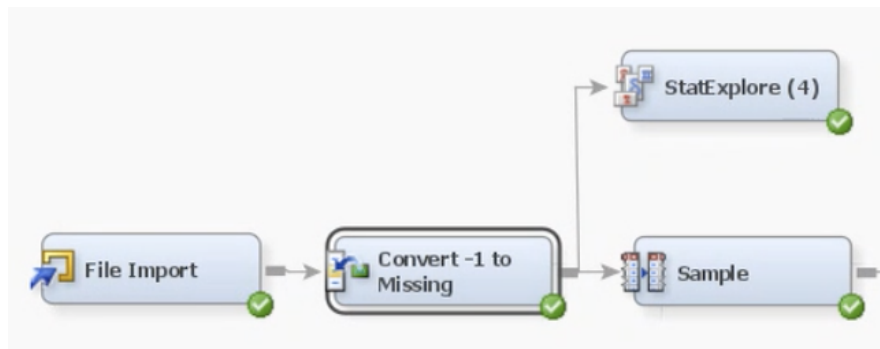 StatExplore (4)
File Import
Convert -1 to
Missing
Sample